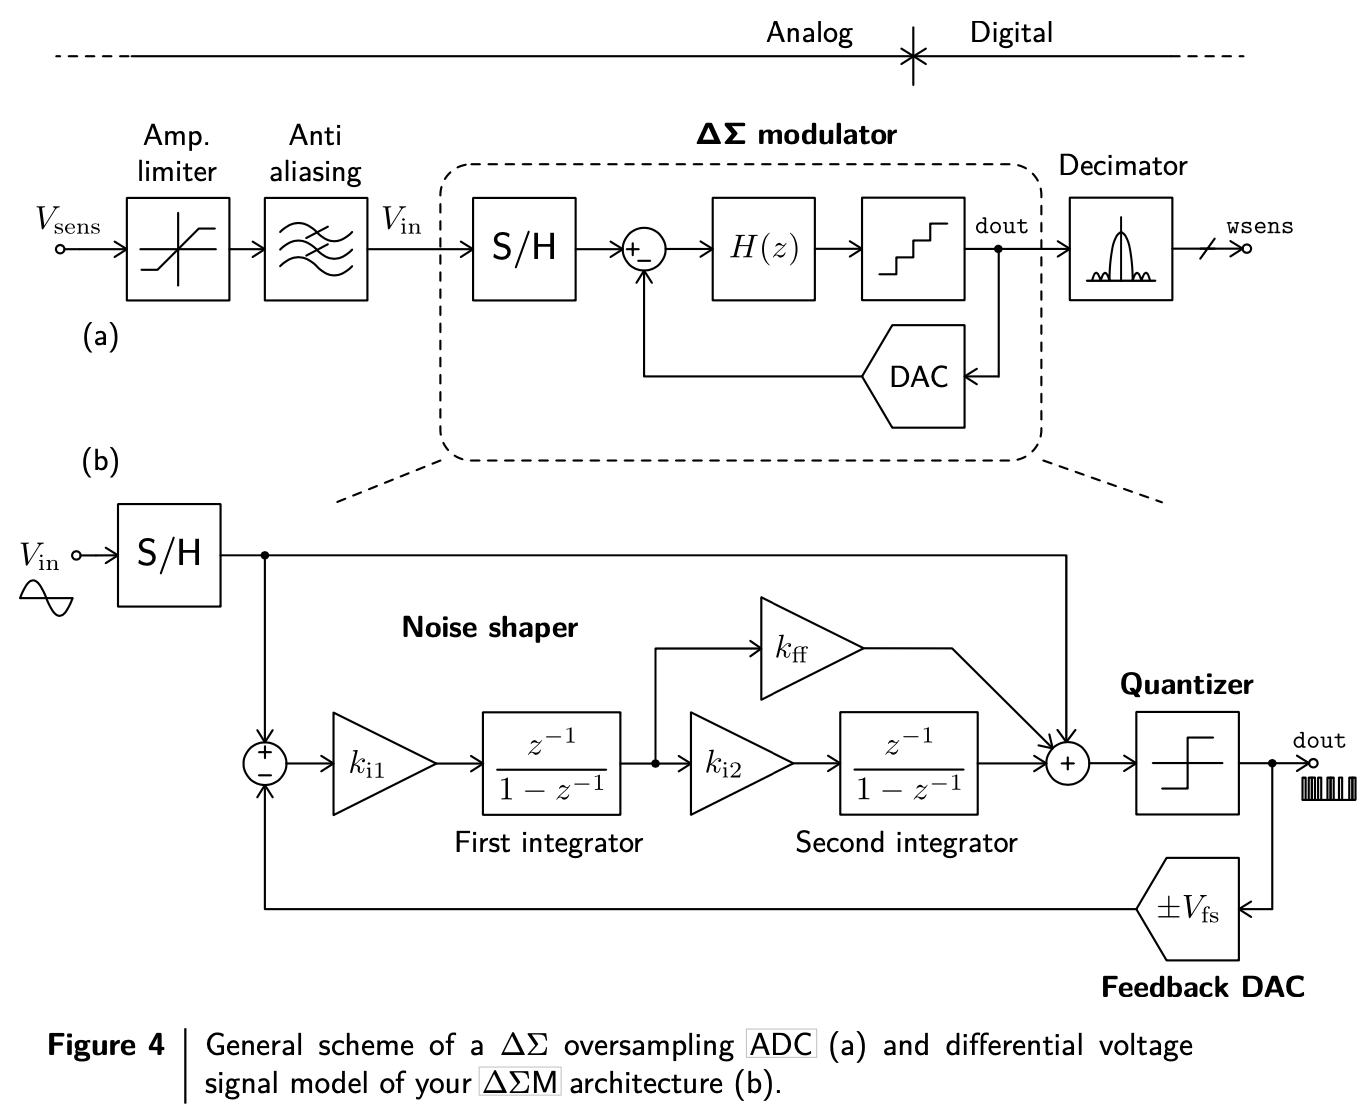 Analog
Digital
Amp.
limiter
Anti
aliasing
ΔΣ modulator
Decimator
V_sens
V_in
S/H
+
−
H(z)
dout
wsens
DAC
(a)
(b)
V_in
S/H
Noise shaper
k_ff
Quantizer
+
−
k_i1
z^−1
1 − z^−1
k_i2
z^−1
1 − z^−1
+
dout
First integrator
Second integrator
±V_fs
Feedback DAC
Figure 4
General scheme of a ΔΣ oversampling ADC (a) and differential voltage
signal model of your ΔΣM architecture (b).